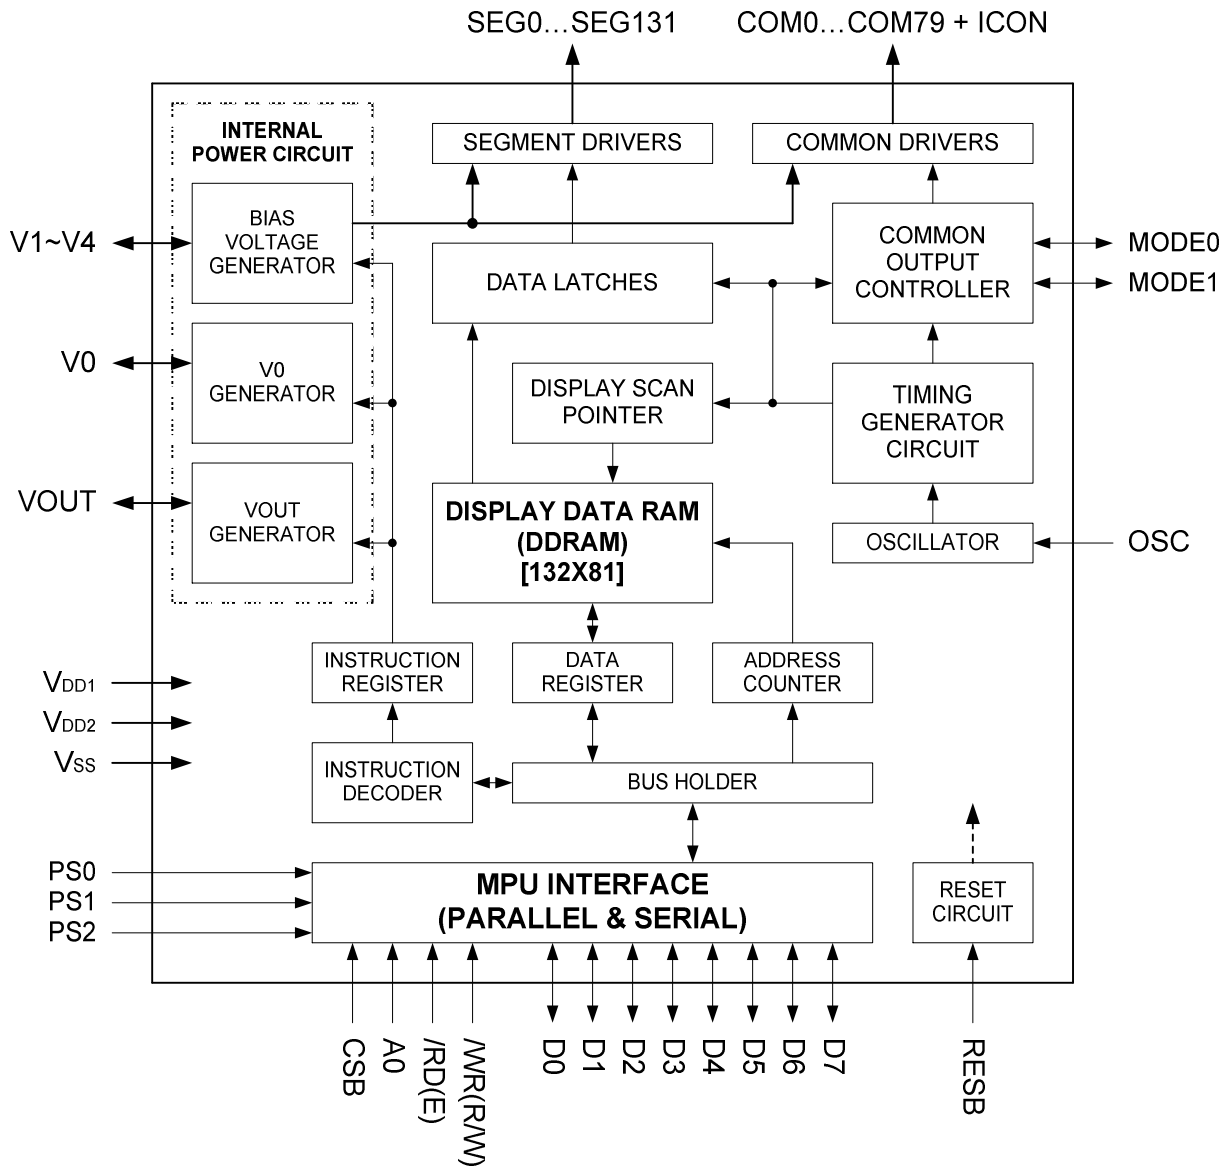 SEG0…SEG131
COM0…COM79 + ICON
INTERNAL
POWER CIRCUIT
SEGMENT DRIVERS
COMMON DRIVERS
BIAS
VOLTAGE
GENERATOR
V1~V4
DATA LATCHES
COMMON
OUTPUT
CONTROLLER
MODE0
MODE1
V0
V0
GENERATOR
DISPLAY SCAN
POINTER
TIMING
GENERATOR
CIRCUIT
VOUT
VOUT
GENERATOR
DISPLAY DATA RAM
(DDRAM)
[132X81]
OSCILLATOR
OSC
INSTRUCTION
REGISTER
DATA
REGISTER
ADDRESS
COUNTER
VDD1
VDD2
VSS
INSTRUCTION
DECODER
BUS HOLDER
PS0
PS1
PS2
MPU INTERFACE
(PARALLEL & SERIAL)
RESET
CIRCUIT
CSB
A0
/RD(E)
/WR(R/W)
D0
D1
D2
D3
D4
D5
D6
D7
RESB